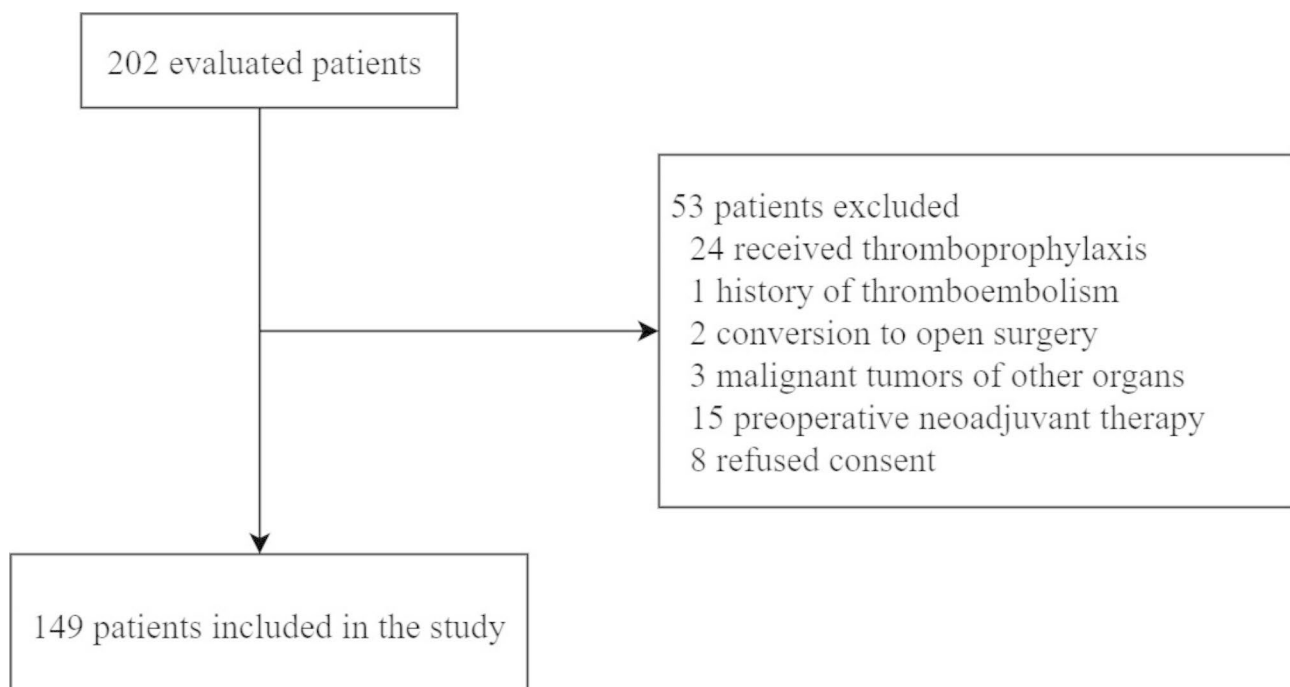 202 evaluated patients
53 patients excluded
24 received thromboprophylaxis
1 history of thromboembolism
2 conversion to open surgery
3 malignant tumors of other organs
15 preoperative neoadjuvant therapy
8 refused consent
149 patients included in the study